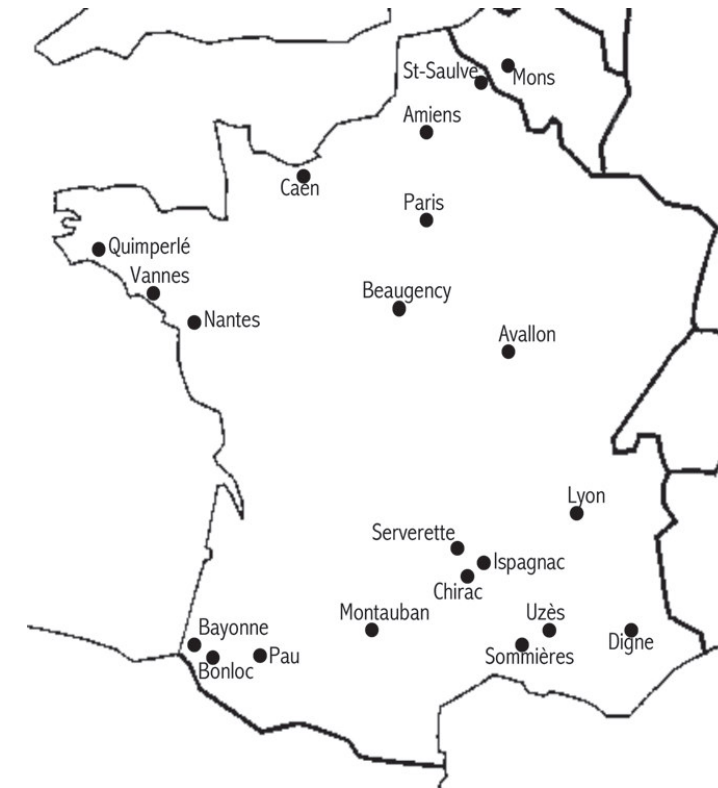 St-Saulve
Mons
Amiens
Caen
Paris
Quimperlé
Vannes
Nantes
Beaugency
Avallon
Lyon
Serverette
Ispagnac
Chirac
Montauban
Uzès
Bayonne
Digne
Sommières
Pau
Bonloc